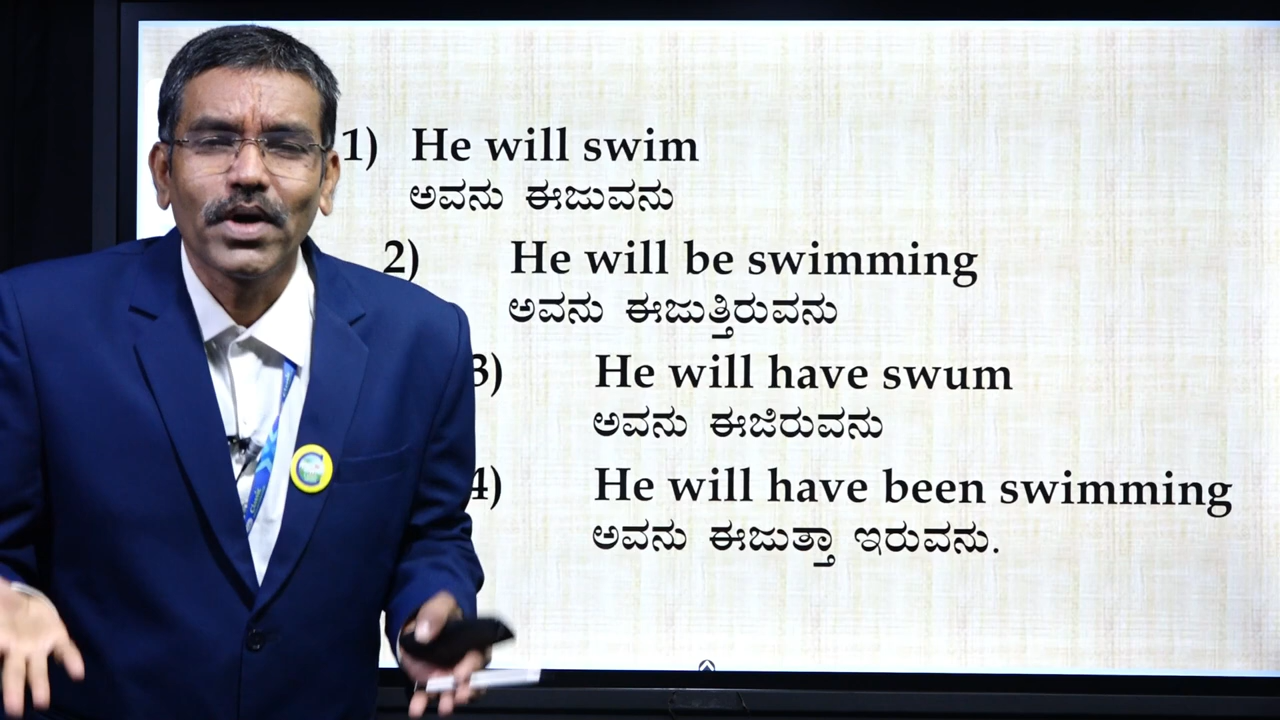 1) He will swim
ಅವನು ಈಜುವನು
2) He will be swimming
ಅವನು ಈಜುತ್ತಿರುವನು
3) He will have swum
ಅವನು ಈಜಿರುವನು
4) He will have been swimming
ಅವನು ಈಜುತ್ತಾ ಇರುವನು.